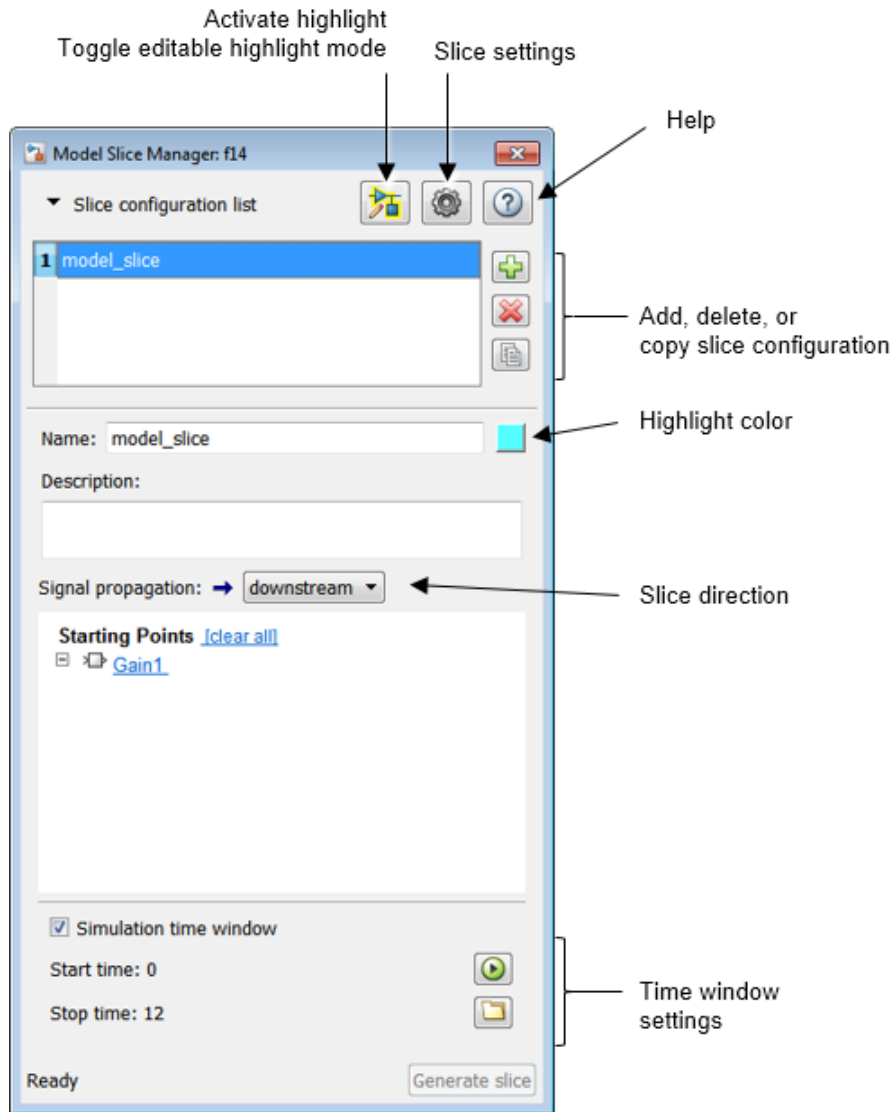 Activate highlight
Toggle editable highlight mode
Slice settings
Help
Model Slice Manager: f14
Slice configuration list
1 model_slice
Add, delete, or
copy slice configuration
Name: model_slice
Highlight color
Description:
Signal propagation: downstream
Slice direction
Starting Points [clear all]
Gain1
Simulation time window
Start time: 0
Stop time: 12
Time window
settings
Ready
Generate slice